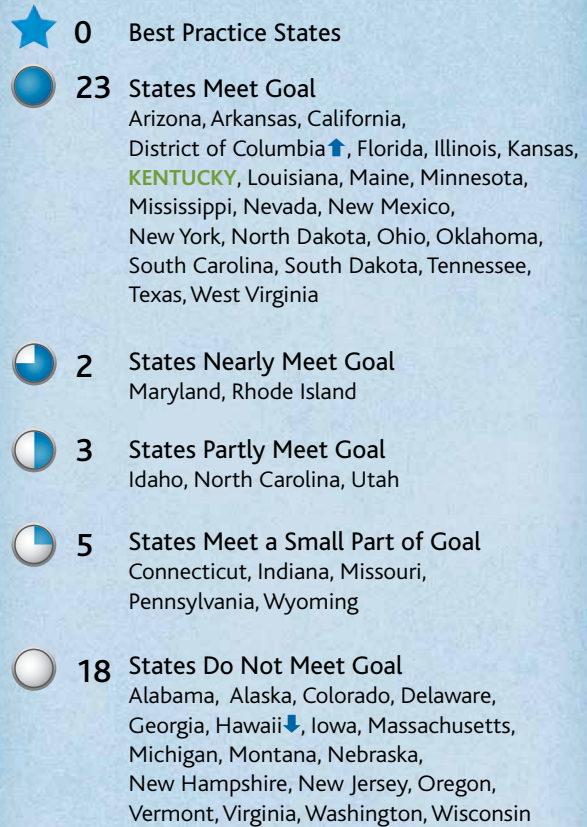 0 Best Practice States
23 States Meet Goal
Arizona, Arkansas, California,
District of Columbia⬆, Florida, Illinois, Kansas,
KENTUCKY, Louisiana, Maine, Minnesota,
Mississippi, Nevada, New Mexico,
New York, North Dakota, Ohio, Oklahoma,
South Carolina, South Dakota, Tennessee,
Texas, West Virginia
2 States Nearly Meet Goal
Maryland, Rhode Island
3 States Partly Meet Goal
Idaho, North Carolina, Utah
5 States Meet a Small Part of Goal
Connecticut, Indiana, Missouri,
Pennsylvania, Wyoming
18 States Do Not Meet Goal
Alabama, Alaska, Colorado, Delaware,
Georgia, Hawaii⬇, Iowa, Massachusetts,
Michigan, Montana, Nebraska,
New Hampshire, New Jersey, Oregon,
Vermont, Virginia, Washington, Wisconsin